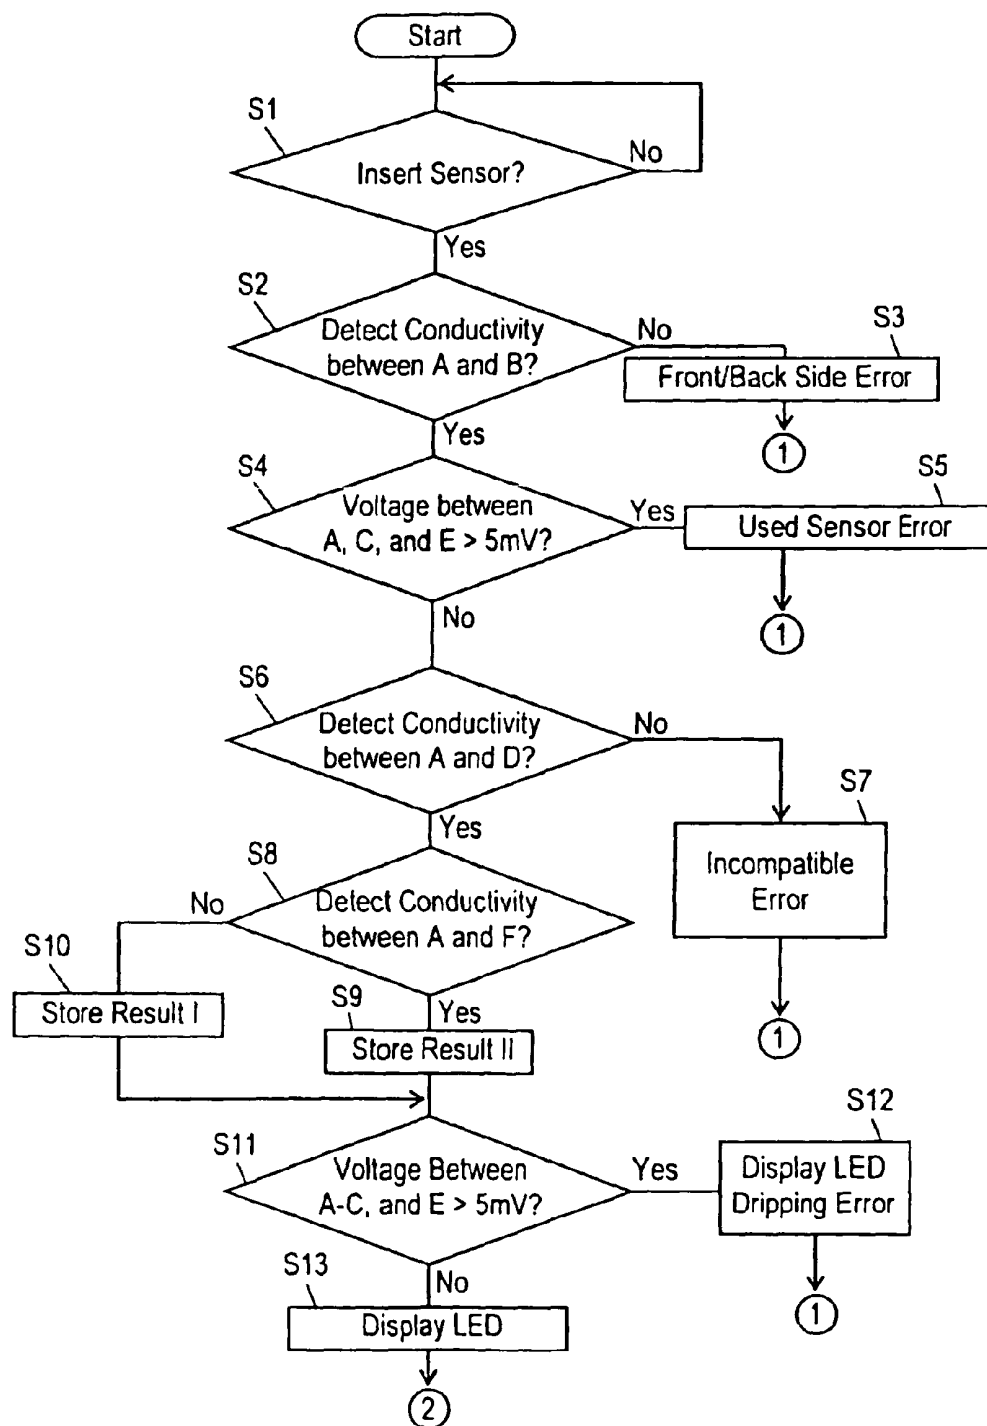 Start
S1
Insert Sensor?
No
Yes
S2
Detect Conductivity
between A and B?
No
S3
Front/Back Side Error
1
Yes
S4
Voltage between
A, C, and E > 5mV?
Yes
S5
Used Sensor Error
1
No
S6
Detect Conductivity
between A and D?
No
S7
Incompatible
Error
1
Yes
S8
Detect Conductivity
between A and F?
No
S10
Store Result I
Yes
S9
Store Result II
S11
Voltage Between
A-C, and E > 5mV?
Yes
S12
Display LED
Dripping Error
1
No
S13
Display LED
2